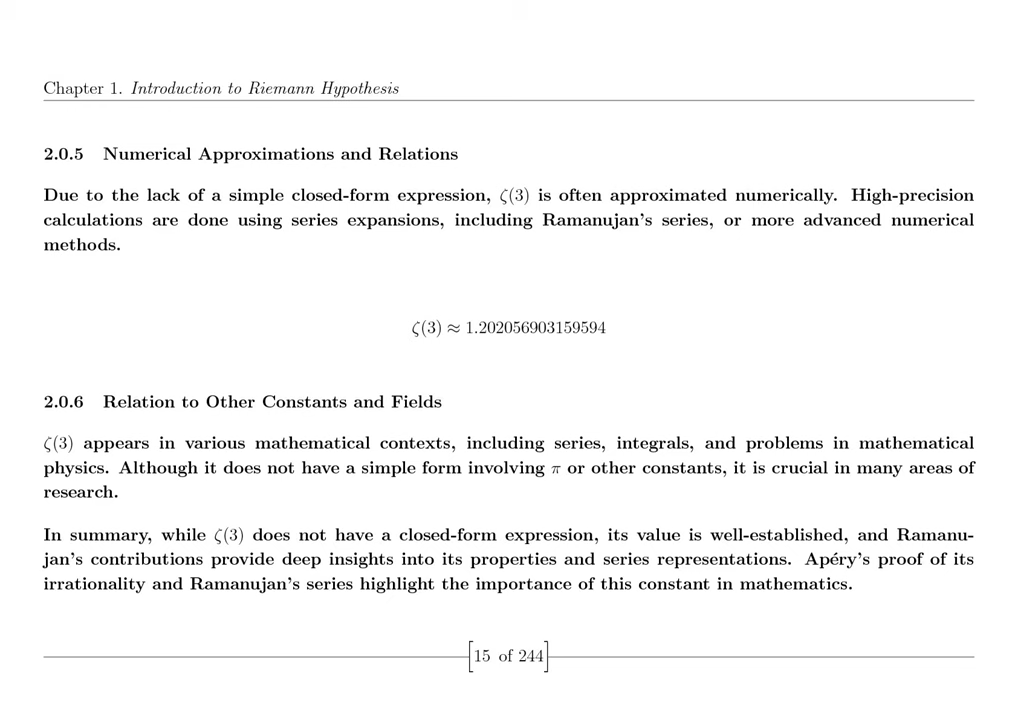 Chapter 1. Introduction to Riemann Hypothesis
2.0.5 Numerical Approximations and Relations
Due to the lack of a simple closed-form expression, ζ(3) is often approximated numerically. High-precision
calculations are done using series expansions, including Ramanujan's series, or more advanced numerical
methods.
ζ(3) ≈ 1.202056903159594
2.0.6 Relation to Other Constants and Fields
ζ(3) appears in various mathematical contexts, including series, integrals, and problems in mathematical
physics. Although it does not have a simple form involving π or other constants, it is crucial in many areas of
research.
In summary, while ζ(3) does not have a closed-form expression, its value is well-established, and Ramanu-
jan's contributions provide deep insights into its properties and series representations. Apéry's proof of its
irrationality and Ramanujan's series highlight the importance of this constant in mathematics.
[15 of 244]